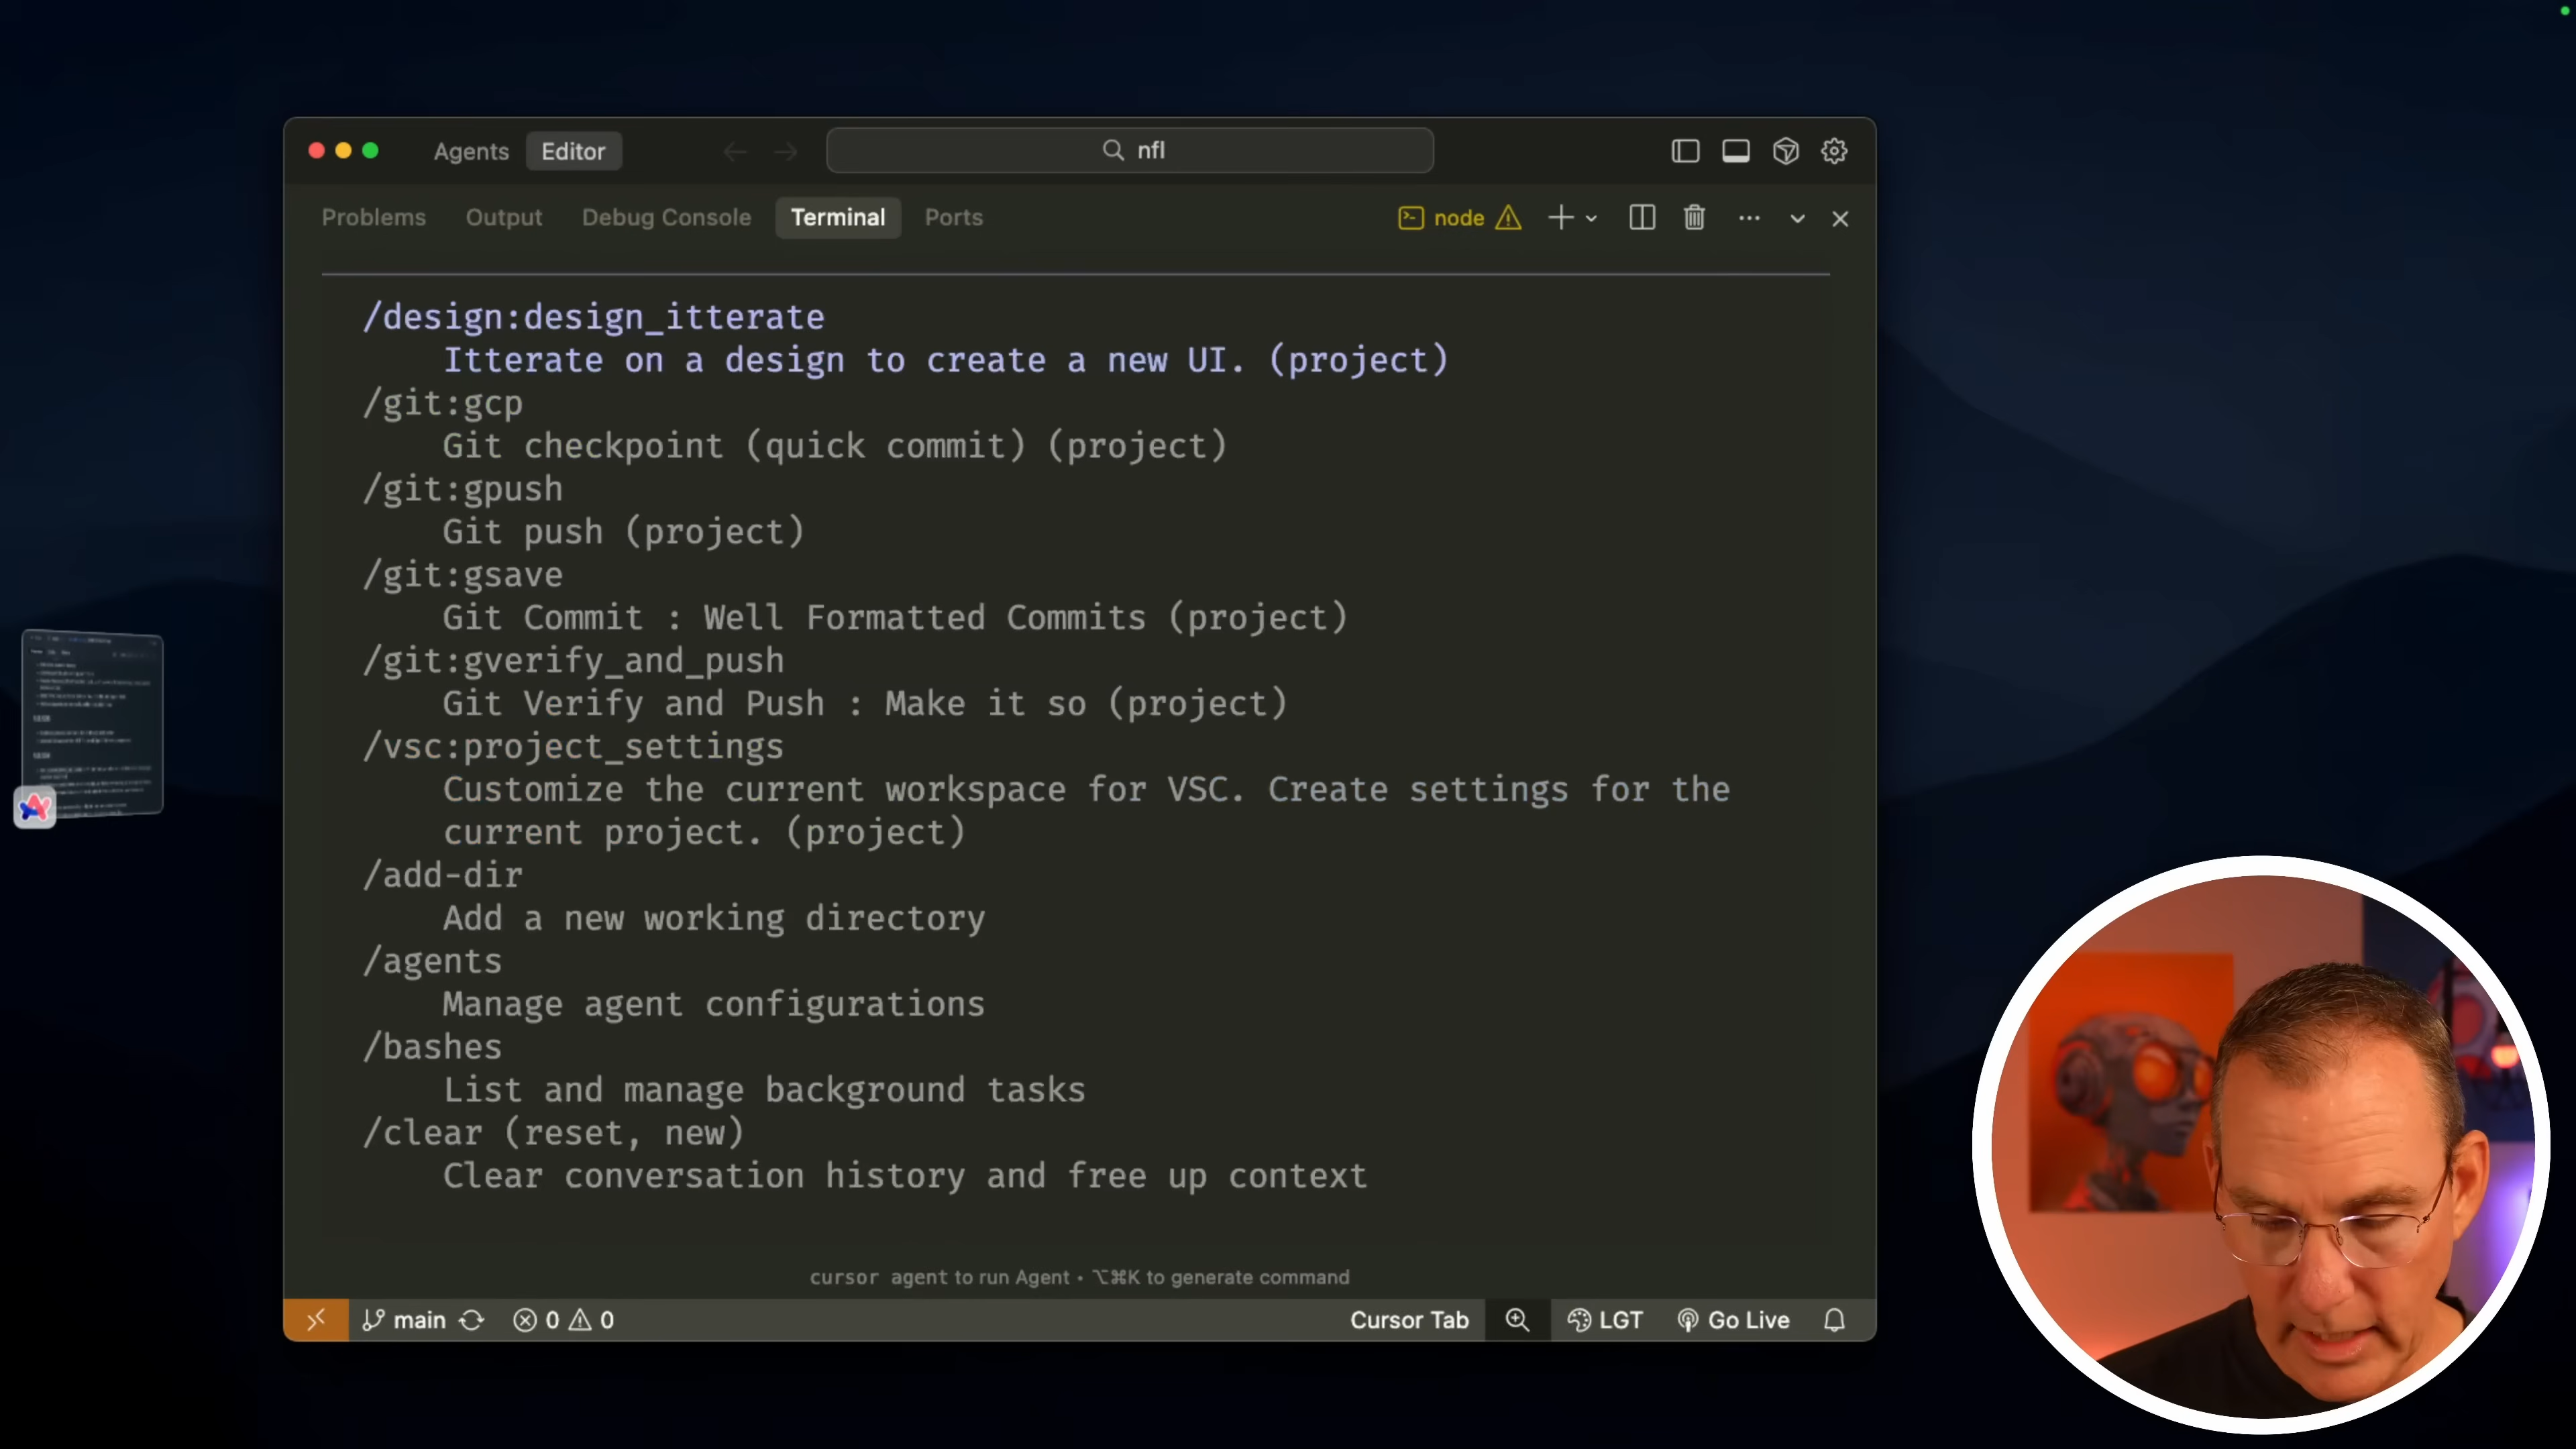 Agents Editor nfl
Problems Output Debug Console Terminal Ports node
/design:design_itterate
Itterate on a design to create a new UI. (project)
/git:gcp
Git checkpoint (quick commit) (project)
/git:gpush
Git push (project)
/git:gsave
Git Commit : Well Formatted Commits (project)
/git:gverify_and_push
Git Verify and Push : Make it so (project)
/vsc:project_settings
Customize the current workspace for VSC. Create settings for the
current project. (project)
/add-dir
Add a new working directory
/agents
Manage agent configurations
/bashes
List and manage background tasks
/clear (reset, new)
Clear conversation history and free up context
cursor agent to run Agent • ⌥⌘K to generate command
main 0 0 Cursor Tab LGT Go Live